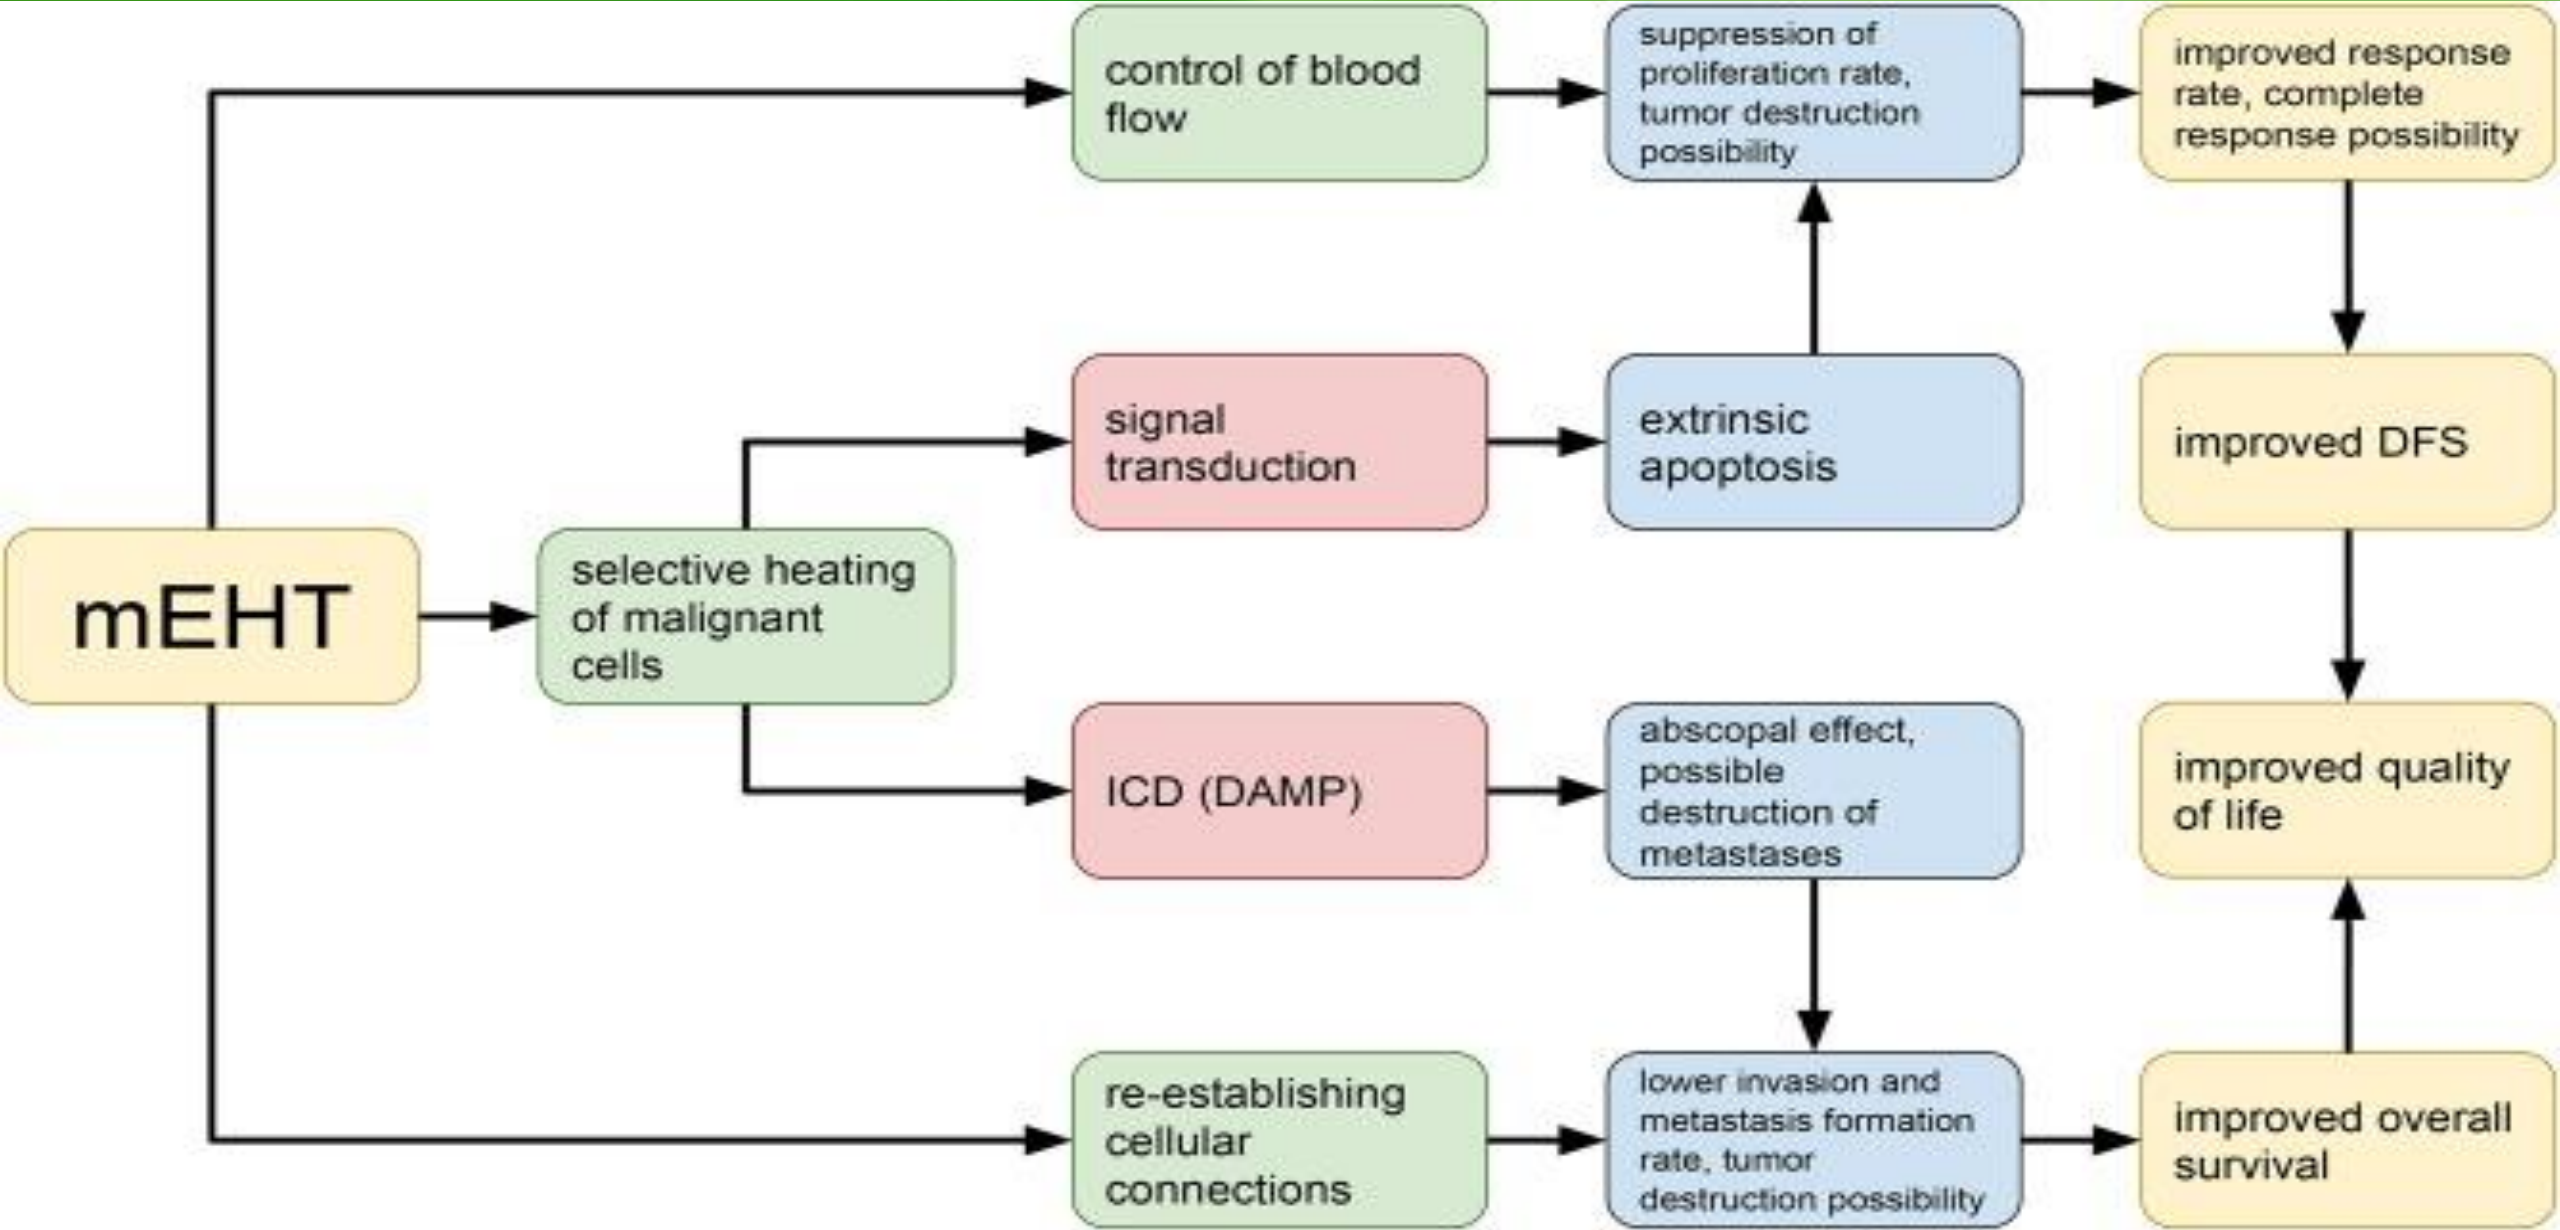 control of blood
flow
suppression of
proliferation rate,
tumor destruction
possibility
improved response
rate, complete
response possibility
signal
transduction
extrinsic
apoptosis
improved DFS
mEHT
selective heating
of malignant
cells
ICD (DAMP)
abscopal effect,
possible
destruction of
metastases
improved quality
of life
re-establishing
cellular
connections
lower invasion and
metastasis formation
rate, tumor
destruction possibility
improved overall
survival